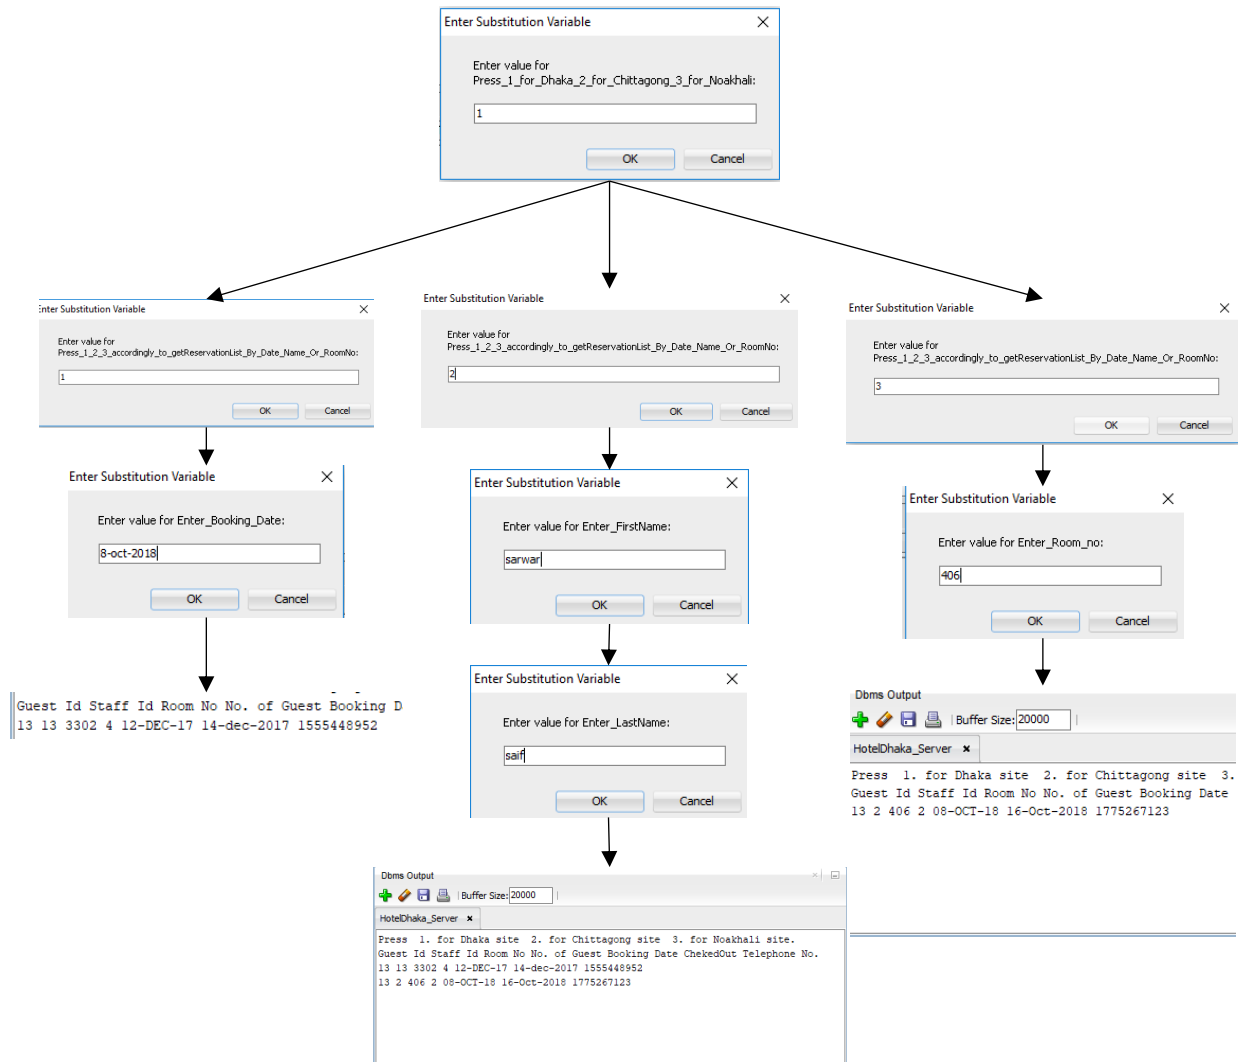 Enter Substitution Variable
Enter value for
Press_1_for_Dhaka_2_for_Chittagong_3_for_Noakhali:
1
OK Cancel
Enter Substitution Variable
Enter value for
Press_1_2_3_accordingly_to_getReservationList_By_Date_Name_Or_RoomNo:
1
OK Cancel
Enter Substitution Variable
Enter value for Enter_Booking_Date:
8-oct-2018
OK Cancel
Guest Id Staff Id Room No No. of Guest Booking D
13 13 3302 4 12-DEC-17 14-dec-2017 1555448952
Enter Substitution Variable
Enter value for
Press_1_2_3_accordingly_to_getReservationList_By_Date_Name_Or_RoomNo:
2
OK Cancel
Enter Substitution Variable
Enter value for Enter_FirstName:
sarwar
OK Cancel
Enter Substitution Variable
Enter value for Enter_LastName:
saif
OK Cancel
Dbms Output
Buffer Size: 20000
HotelDhaka_Server
Press 1. for Dhaka site 2. for Chittagong site 3. for Noakhali site.
Guest Id Staff Id Room No No. of Guest Booking Date ChekedOut Telephone No.
13 13 3302 4 12-DEC-17 14-dec-2017 1555448952
13 2 406 2 08-OCT-18 16-Oct-2018 1775267123
Enter Substitution Variable
Enter value for
Press_1_2_3_accordingly_to_getReservationList_By_Date_Name_Or_RoomNo:
3
OK Cancel
Enter Substitution Variable
Enter value for Enter_Room_no:
406
OK Cancel
Dbms Output
Buffer Size: 20000
HotelDhaka_Server
Press 1. for Dhaka site 2. for Chittagong site 3.
Guest Id Staff Id Room No No. of Guest Booking Date
13 2 406 2 08-OCT-18 16-Oct-2018 1775267123